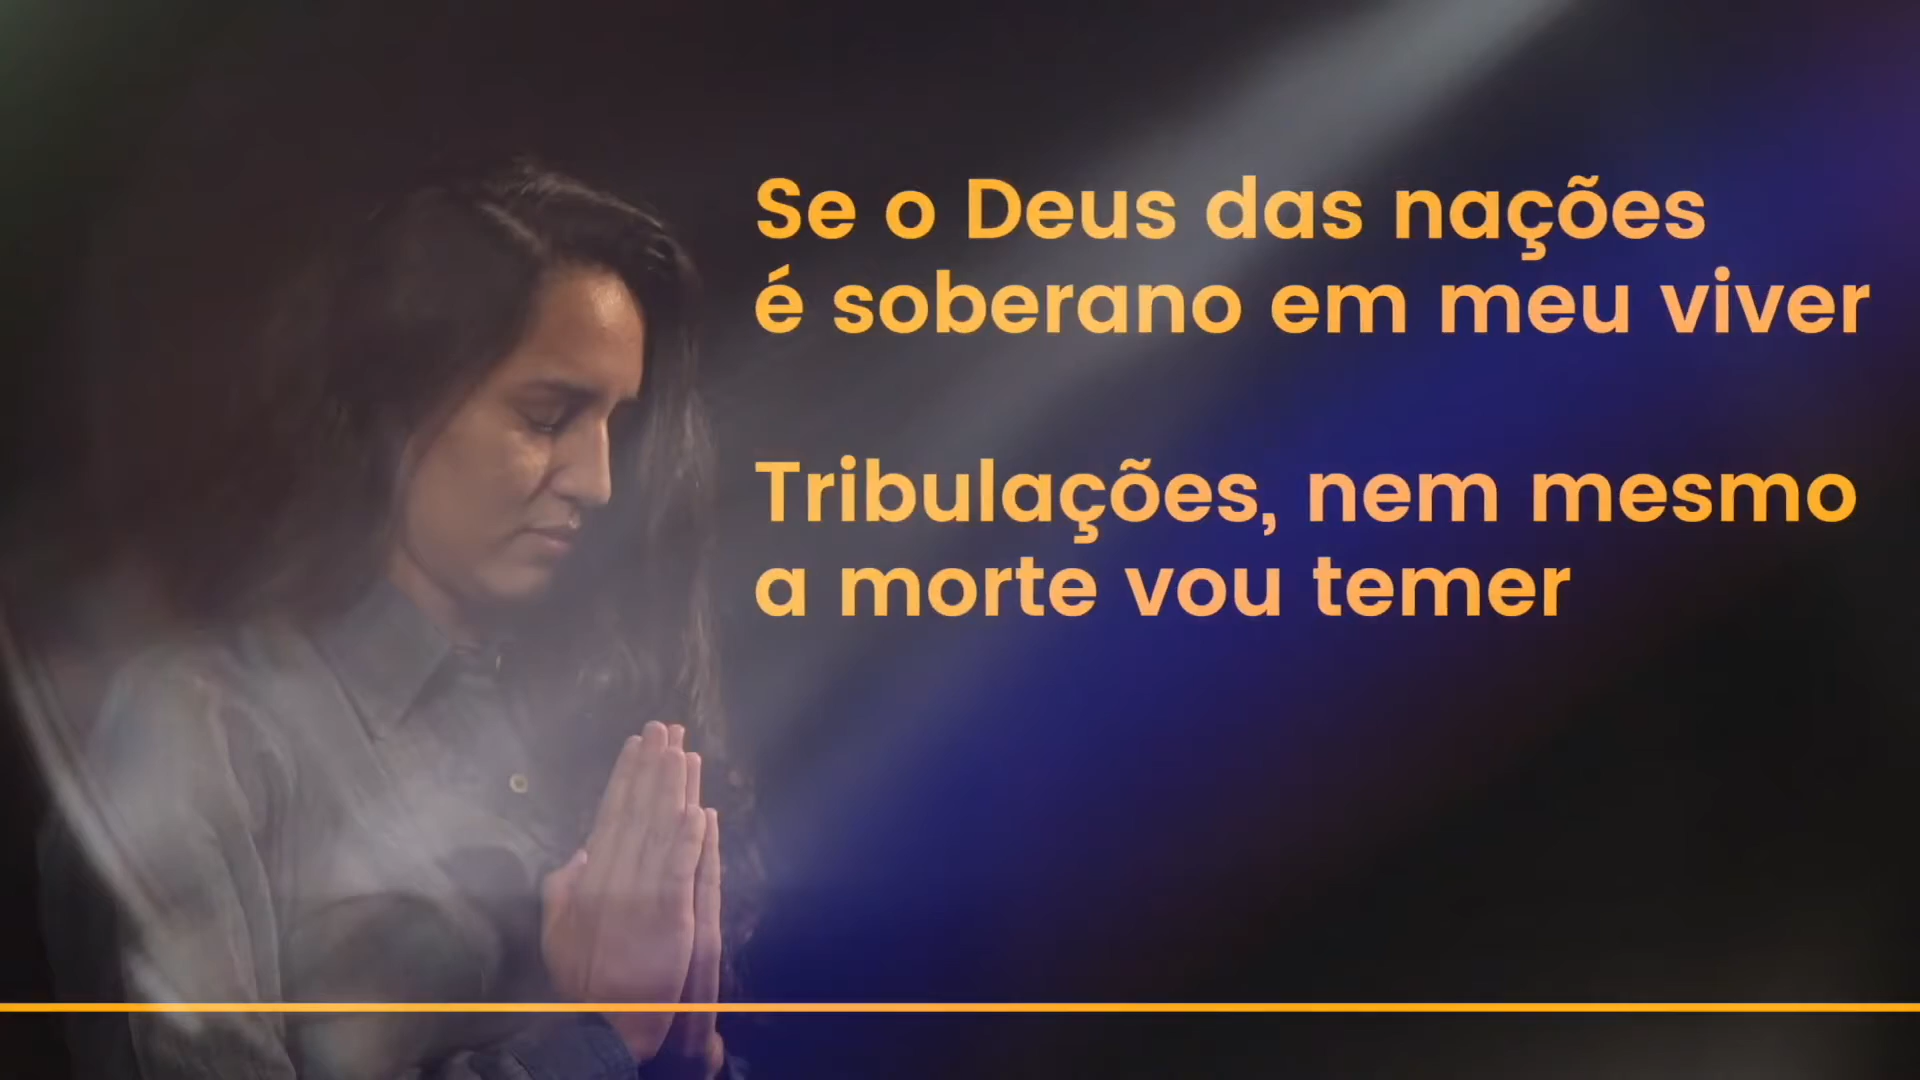 Se o Deus das nações
é soberano em meu viver
Tribulações, nem mesmo
a morte vou temer